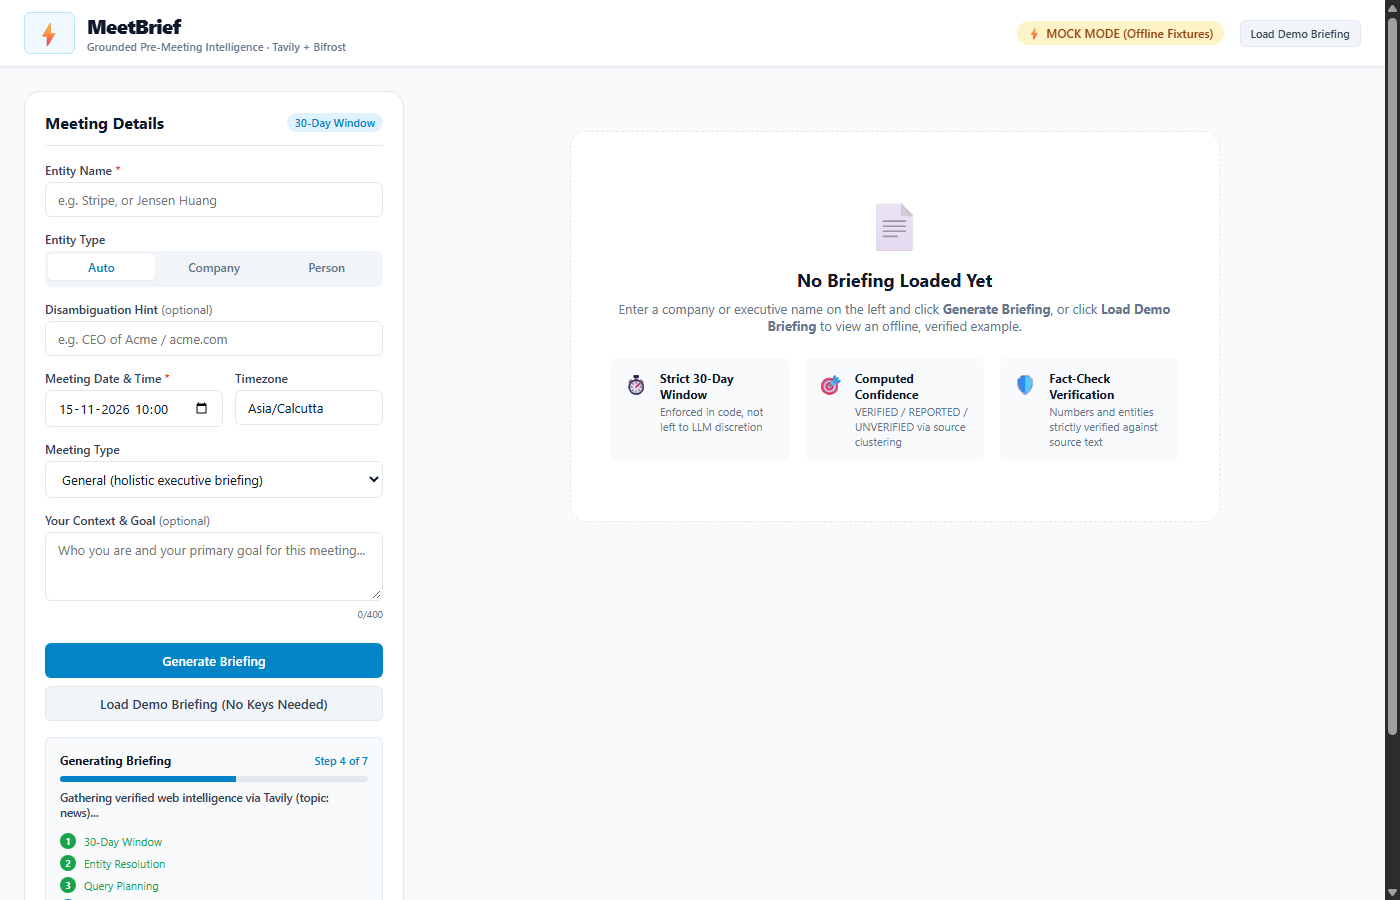 MeetBrief
Grounded Pre-Meeting Intelligence · Tavily + Bifrost
MOCK MODE (Offline Fixtures)
Load Demo Briefing
Meeting Details
30-Day Window
Entity Name *
e.g. Stripe, or Jensen Huang
Entity Type
Auto
Company
Person
Disambiguation Hint (optional)
e.g. CEO of Acme / acme.com
Meeting Date & Time *
Timezone
15-11-2026 10:00
Asia/Calcutta
Meeting Type
General (holistic executive briefing)
Your Context & Goal (optional)
Who you are and your primary goal for this meeting...
0/400
Generate Briefing
Load Demo Briefing (No Keys Needed)
Generating Briefing
Step 4 of 7
Gathering verified web intelligence via Tavily (topic:
news)...
1 30-Day Window
2 Entity Resolution
3 Query Planning
No Briefing Loaded Yet
Enter a company or executive name on the left and click Generate Briefing, or click Load Demo
Briefing to view an offline, verified example.
Strict 30-Day
Window
Enforced in code, not
left to LLM discretion
Computed
Confidence
VERIFIED / REPORTED /
UNVERIFIED via source
clustering
Fact-Check
Verification
Numbers and entities
strictly verified against
source text